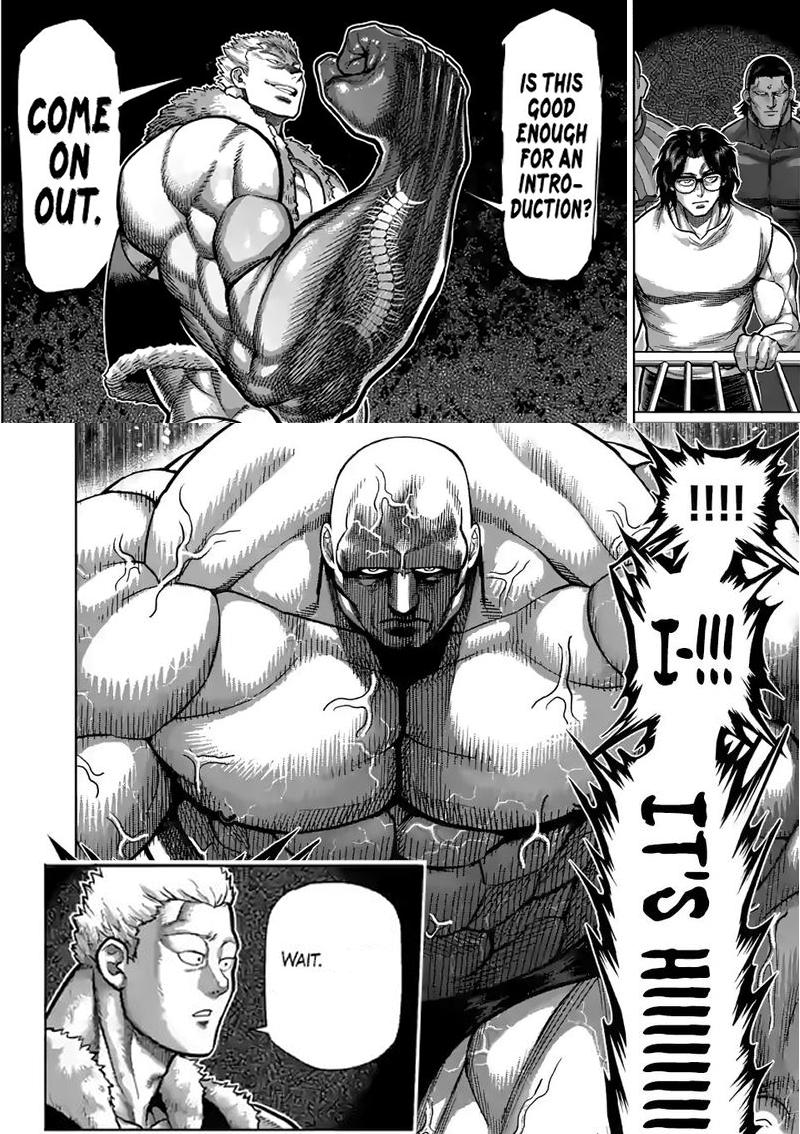 IS THIS
GOOD
ENOUGH
FOR AN
INTRO-
DUCTION?
COME
ON
OUT.
!!!!
I-!!!
IT'S HIIIIIIII
WAIT.